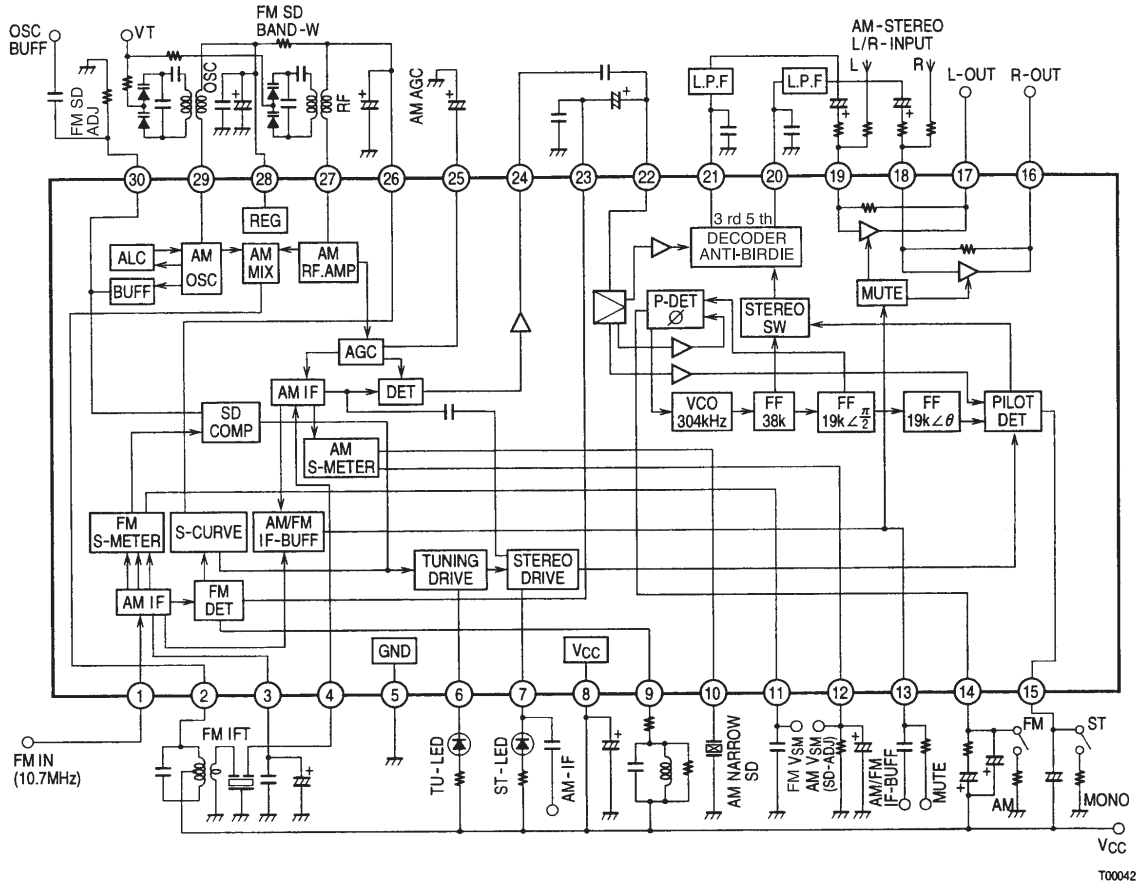 OSC
BUFF
VT
FM SD
BAND-W
AM-STEREO
L/R-INPUT
L
R
L-OUT
R-OUT
FM SD
ADJ
OSC
RF
AM AGC
L.P.F
L.P.F
30
29
28
27
26
25
24
23
22
21
20
19
18
17
16
REG
ALC
AM
OSC
AM
MIX
AM
RF.AMP
BUFF
3 rd 5 th
DECODER
ANTI-BIRDIE
P-DET
Ø
STEREO
SW
MUTE
AGC
AM IF
DET
SD
COMP
AM
S-METER
VCO
304kHz
FF
38k
FF
19k∠π/2
FF
19k∠θ
PILOT
DET
FM
S-METER
S-CURVE
AM/FM
IF-BUFF
TUNING
DRIVE
STEREO
DRIVE
AM IF
FM
DET
GND
VCC
1
2
3
4
5
6
7
8
9
10
11
12
13
14
15
FM IN
(10.7MHz)
FM IFT
TU-LED
ST-LED
AM-IF
AM NARROW
SD
FM VSM
AM VSM
(SD-ADJ)
AM/FM
IF-BUFF
MUTE
FM
AM
ST
MONO
VCC
T00042